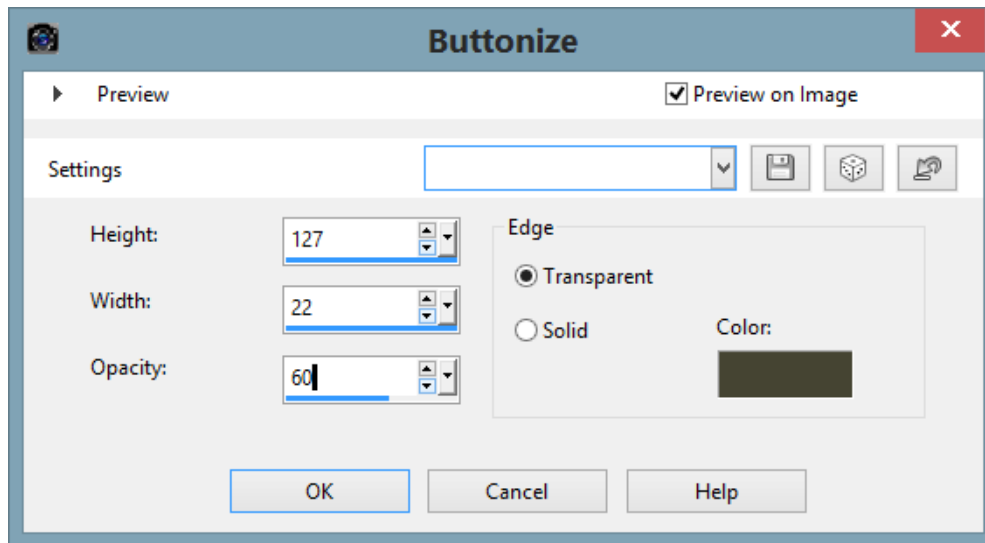 Buttonize
Preview
Preview on Image
Settings
Height: 127
Width: 22
Opacity: 60
Edge
Transparent
Solid
Color:
OK Cancel Help